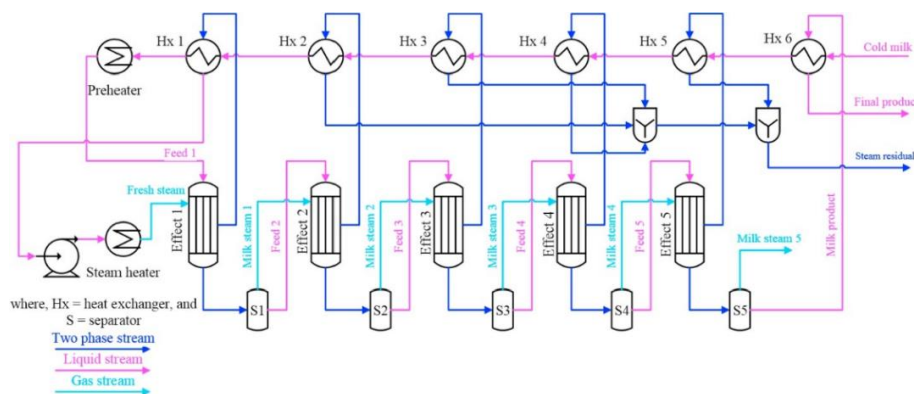 Hx 1
Hx 2
Hx 3
Hx 4
Hx 5
Hx 6
Cold milk
Preheater
Final produc
Feed 1
Steam residual
Fresh steam
Effect 1
Milk steam 1
Feed 2
Effect 2
Milk steam 2
Feed 3
Effect 3
Milk steam 3
Feed 4
Effect 4
Milk steam 4
Feed 5
Effect 5
Milk steam 5
Milk product
Steam heater
S1
S2
S3
S4
S5
where, Hx = heat exchanger, and
S = separator
Two phase stream
Liquid stream
Gas stream